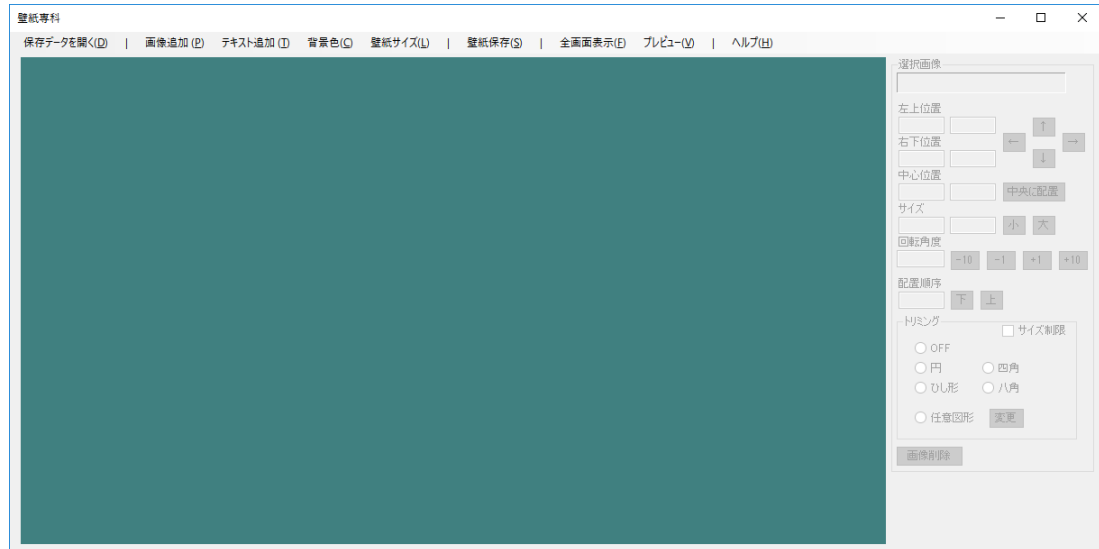 壁紙専科
保存データを開く(D) | 画像追加 (P) テキスト追加 (T) 背景色(C) 壁紙サイズ(L) | 壁紙保存(S) | 全画面表示(F) プレビュー(V) | ヘルプ(H)
選択画像
左上位置
↑
右下位置
← →
↓
中心位置
中央に配置
サイズ
小 大
回転角度
-10 -1 +1 +10
配置順序
下 上
トリミング
サイズ制限
OFF
円 四角
ひし形 八角
任意図形 変更
画像削除